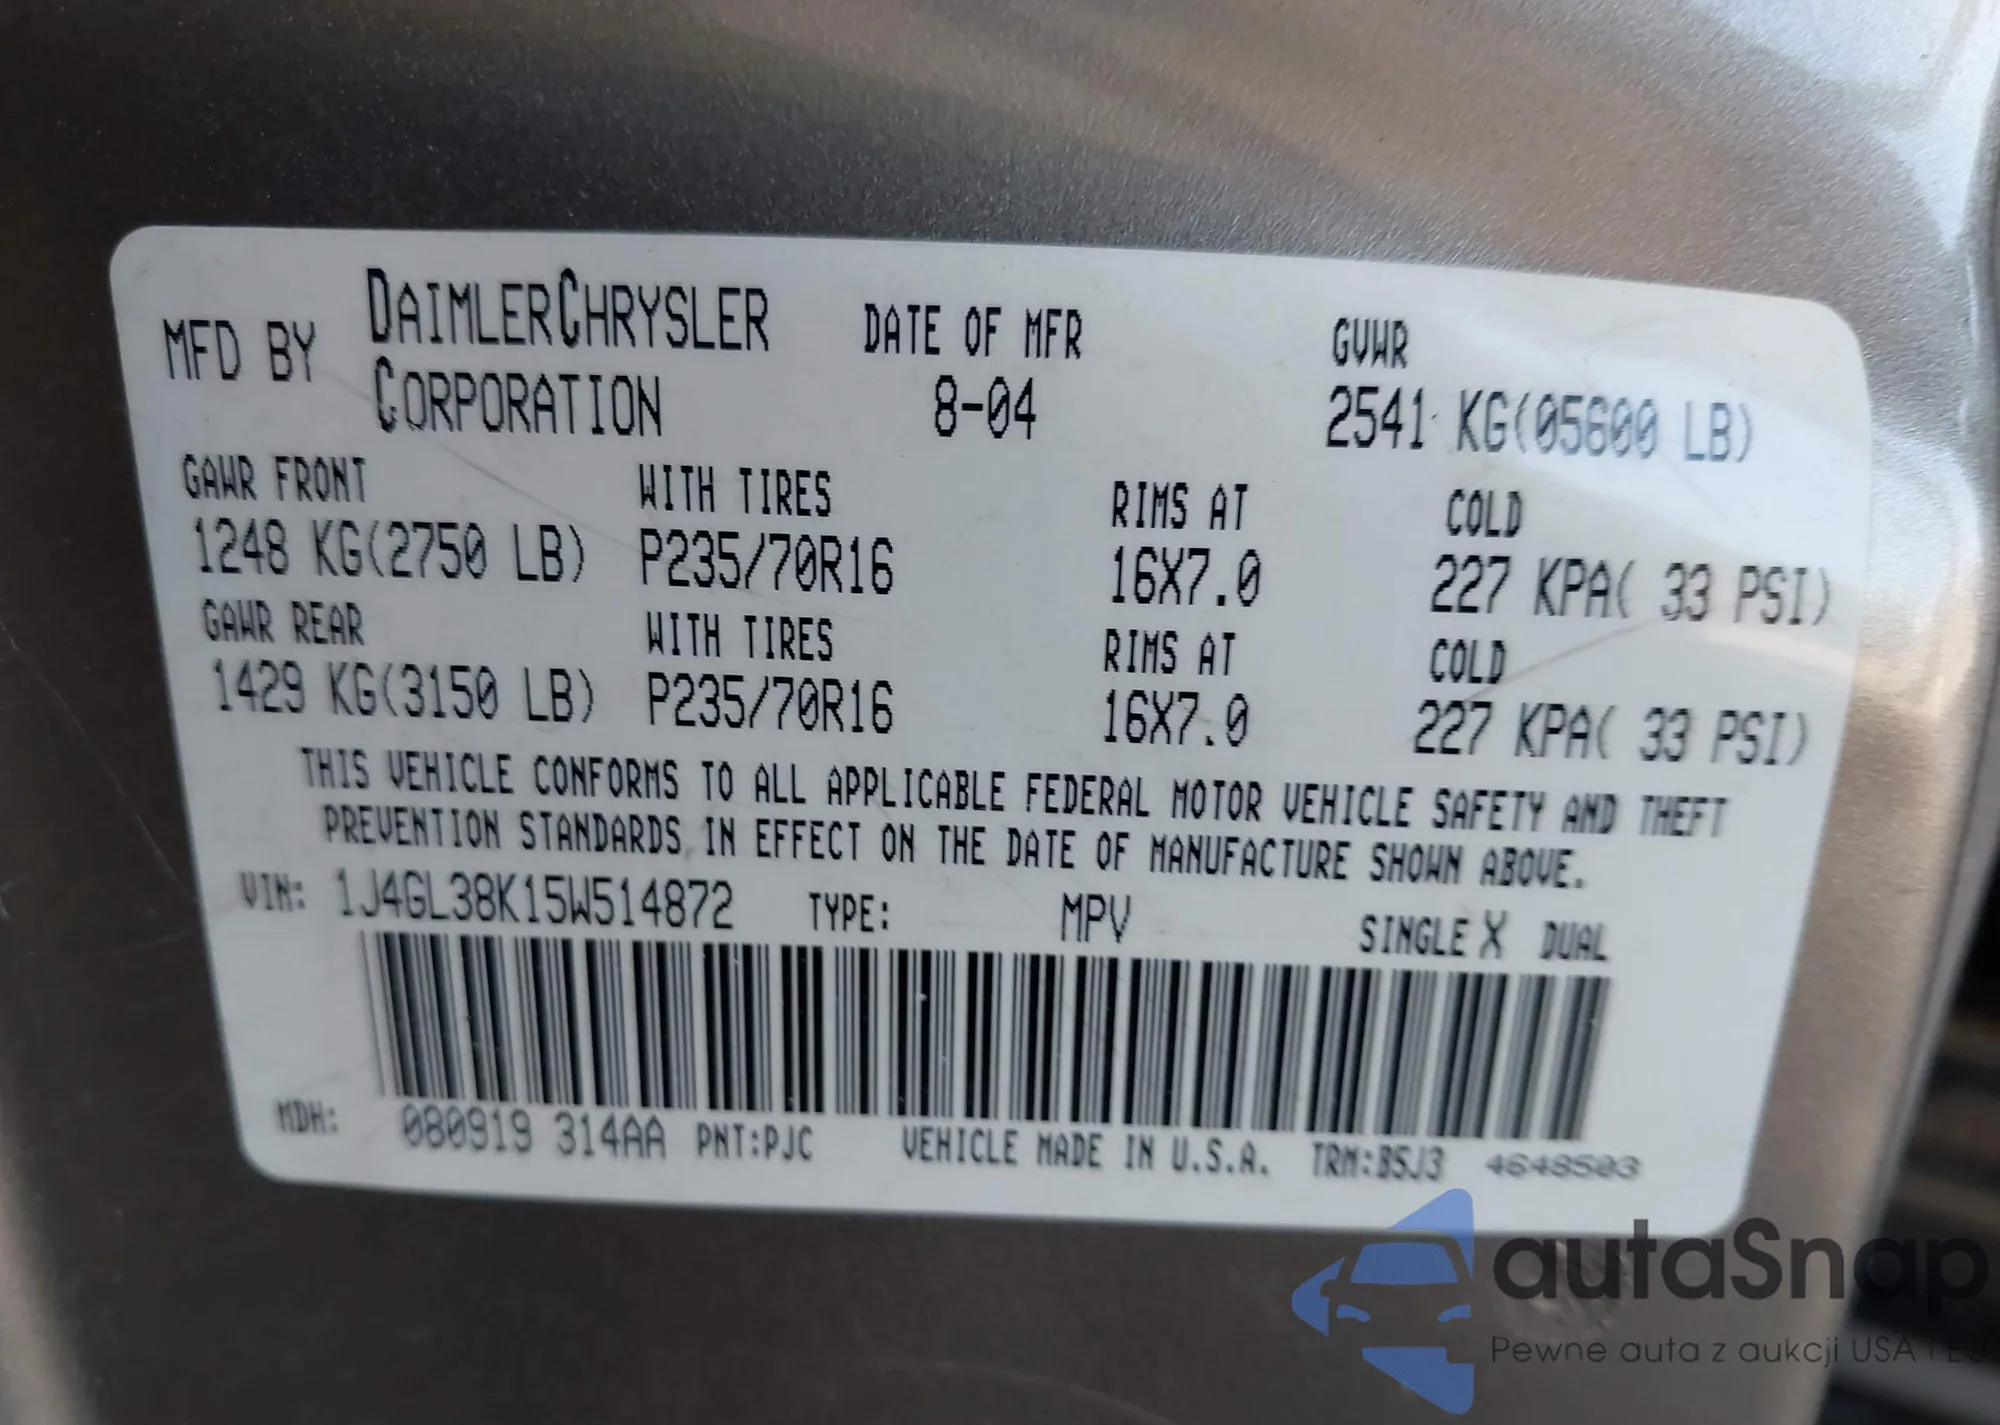 MFD BY DAIMLERCHRYSLER CORPORATION DATE OF MFR 8-04 GVWR 2541 KG(05600 LB)
GAWR FRONT WITH TIRES RIMS AT COLD
1248 KG(2750 LB) P235/70R16 16X7.0 227 KPA( 33 PSI)
GAWR REAR WITH TIRES RIMS AT COLD
1429 KG(3150 LB) P235/70R16 16X7.0 227 KPA( 33 PSI)
THIS VEHICLE CONFORMS TO ALL APPLICABLE FEDERAL MOTOR VEHICLE SAFETY AND THEFT
PREVENTION STANDARDS IN EFFECT ON THE DATE OF MANUFACTURE SHOWN ABOVE.
VIN: 1J4GL38K15W514872 TYPE: MPV SINGLE X DUAL
MDH: 080919 314AA PNT:PJC VEHICLE MADE IN U.S.A. TRM:B5J3 4648503
autaSnap
Pewne auta z aukcji USA i EU